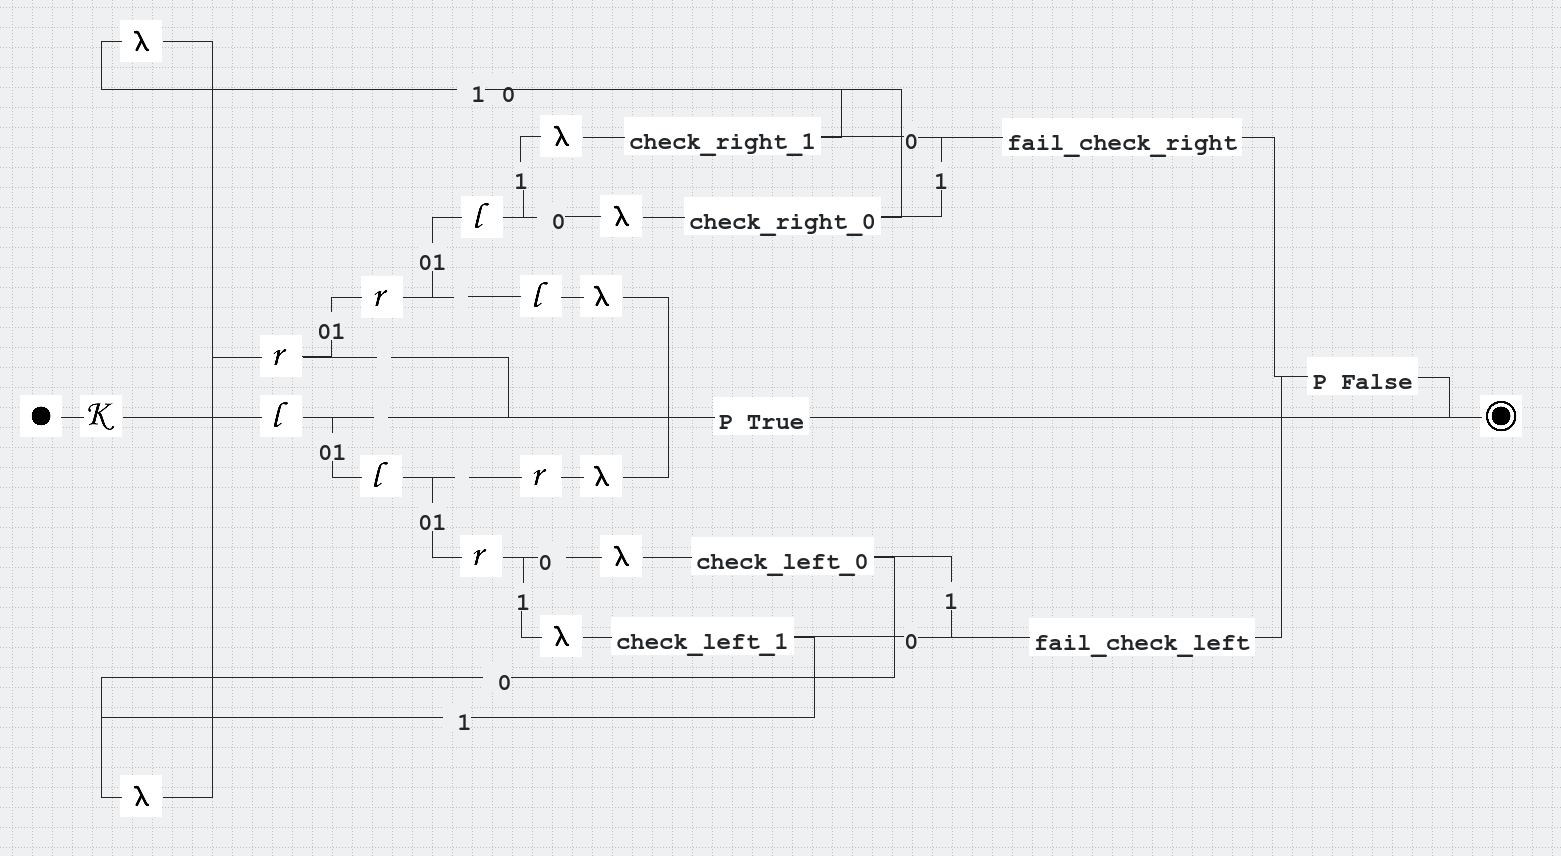 λ
1 0
λ check_right_1 0 fail_check_right
1 1
l 0 λ check_right_0
01
r l λ
01
r
P False
K l P True
01
l r λ
01
r 0 λ check_left_0
1 1
λ check_left_1 0 fail_check_left
0
1
λ